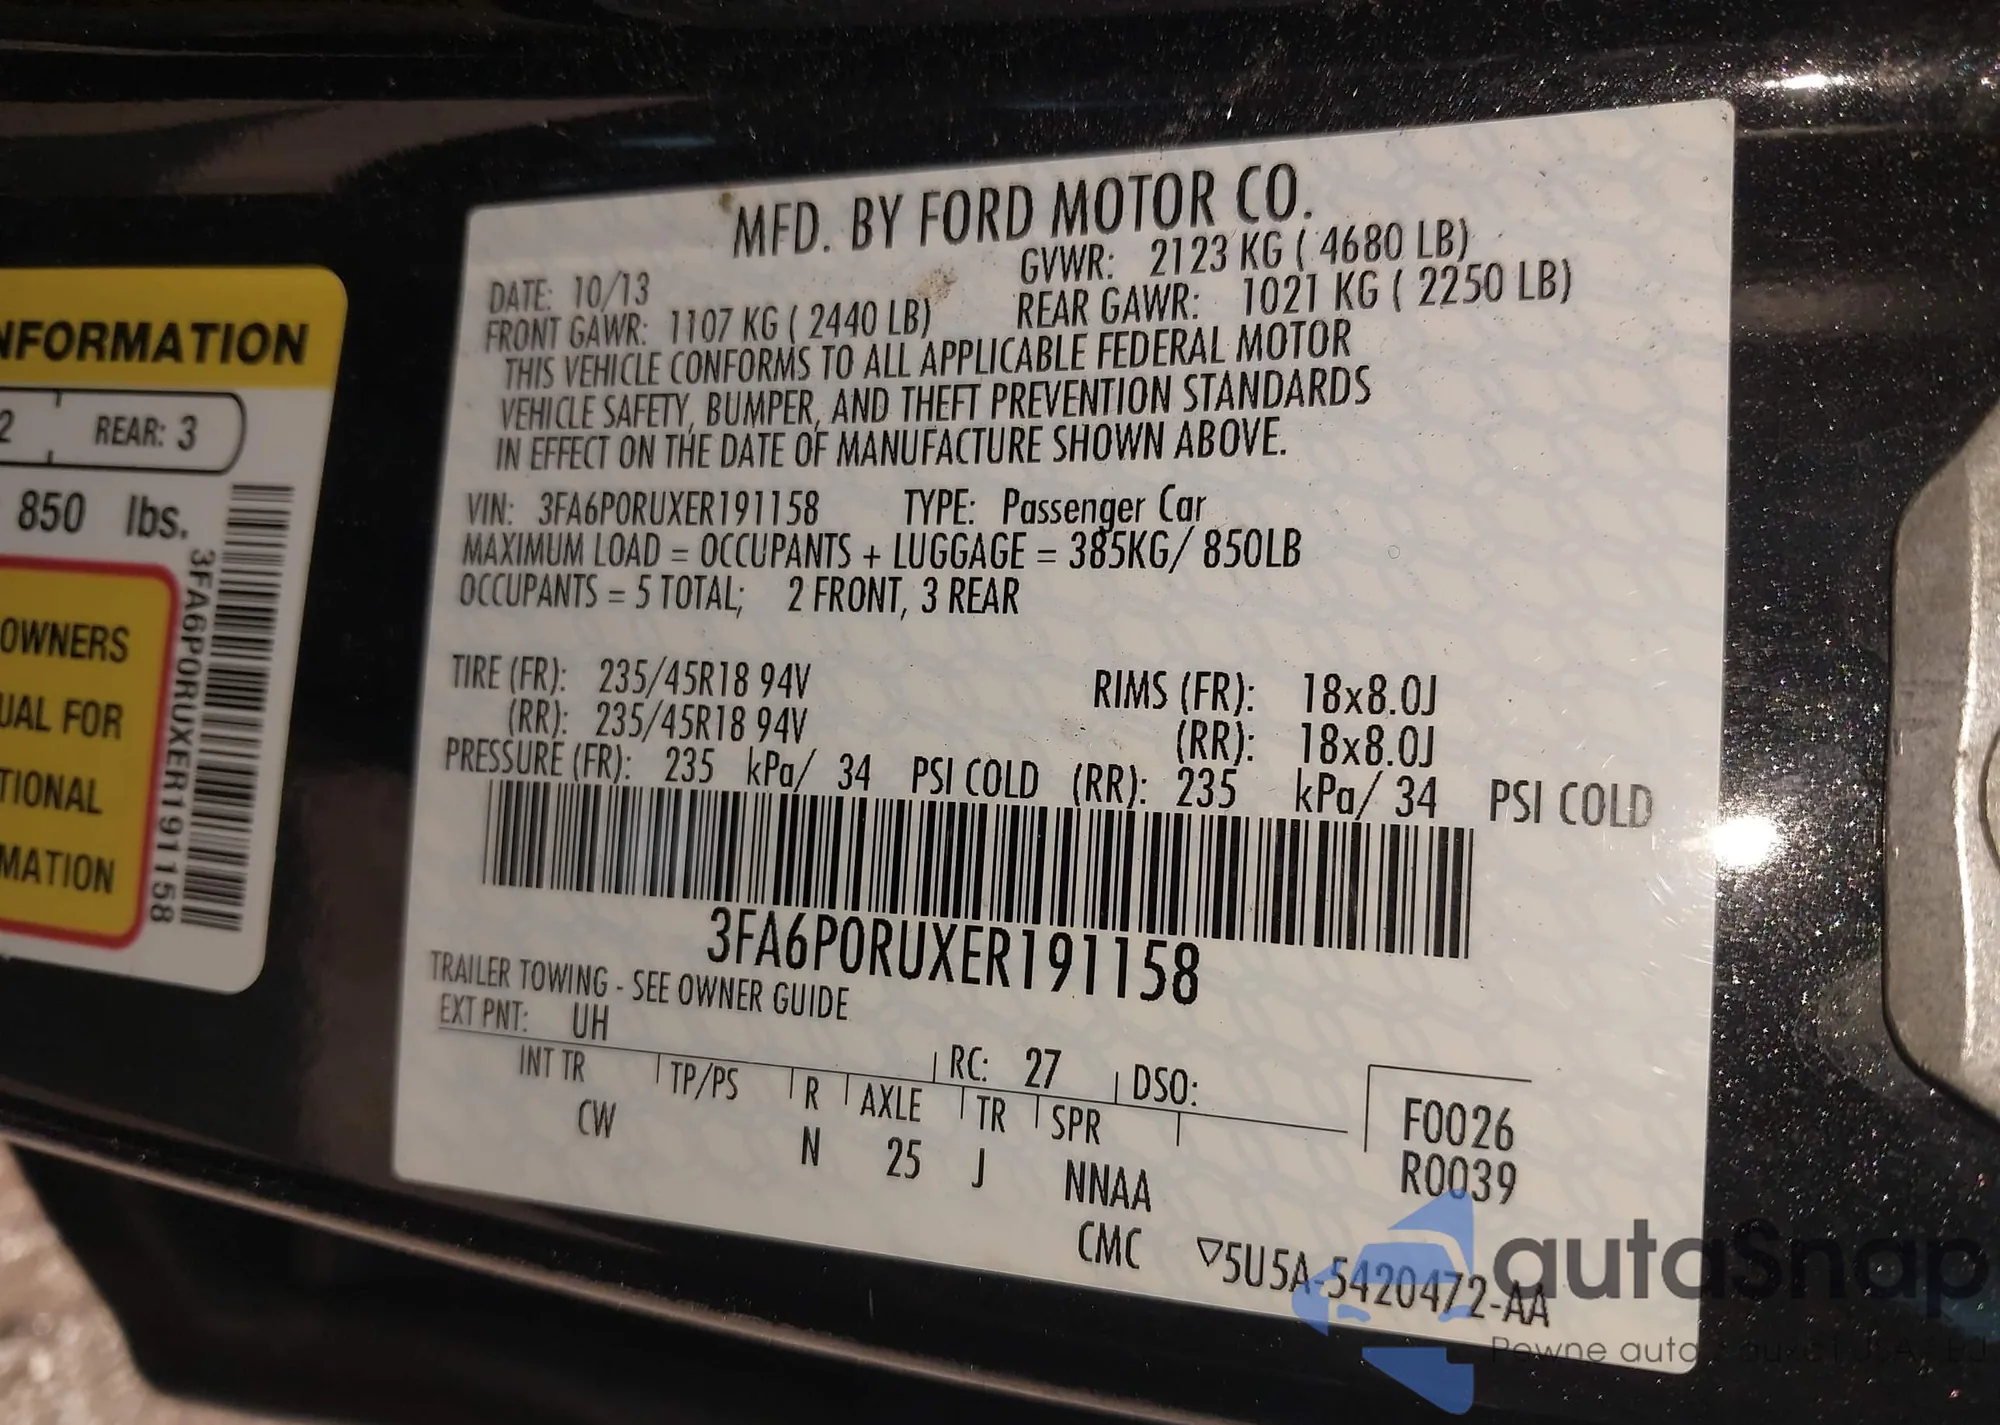 NFORMATION
2 REAR: 3
850 lbs.
OWNERS
UAL FOR
TIONAL
MATION
3FA6P0RUXER191158
MFD. BY FORD MOTOR CO.
DATE: 10/13 GVWR: 2123 KG ( 4680 LB)
FRONT GAWR: 1107 KG ( 2440 LB) REAR GAWR: 1021 KG ( 2250 LB)
THIS VEHICLE CONFORMS TO ALL APPLICABLE FEDERAL MOTOR
VEHICLE SAFETY, BUMPER, AND THEFT PREVENTION STANDARDS
IN EFFECT ON THE DATE OF MANUFACTURE SHOWN ABOVE.
VIN: 3FA6P0RUXER191158 TYPE: Passenger Car
MAXIMUM LOAD = OCCUPANTS + LUGGAGE = 385KG/ 850LB
OCCUPANTS = 5 TOTAL; 2 FRONT, 3 REAR
TIRE (FR): 235/45R18 94V RIMS (FR): 18x8.0J
(RR): 235/45R18 94V (RR): 18x8.0J
PRESSURE (FR): 235 kPa/ 34 PSI COLD (RR): 235 kPa/ 34 PSI COLD
3FA6P0RUXER191158
TRAILER TOWING - SEE OWNER GUIDE
EXT PNT: UH RC: 27 DSO:
INT TR TP/PS R AXLE TR SPR F0026
CW N 25 J NNAA R0039
CMC ▽5U5A-5420472-AA
autaSnap
Pewne auto